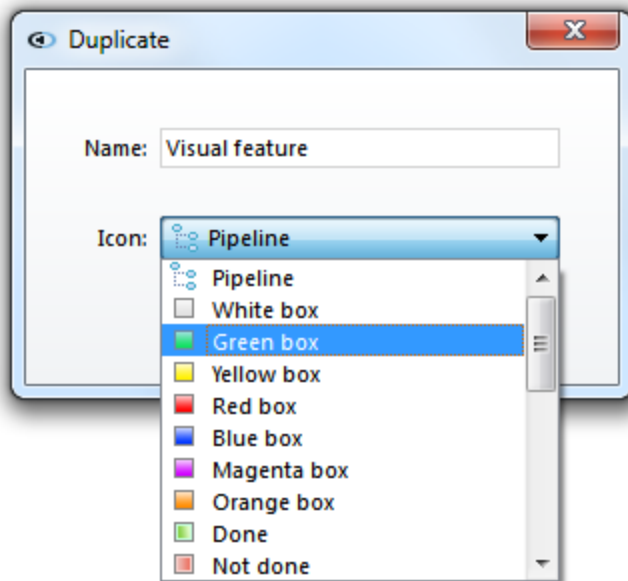 Duplicate
Name: Visual feature
Icon: Pipeline
Pipeline
White box
Green box
Yellow box
Red box
Blue box
Magenta box
Orange box
Done
Not done